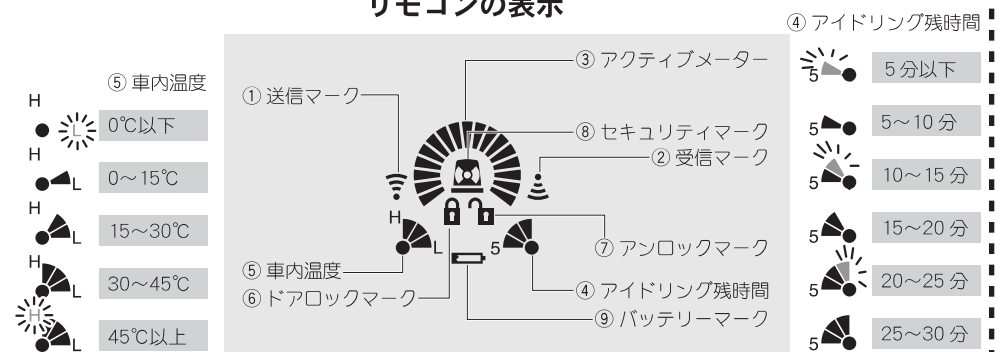 リモコンの表示
⑤ 車内温度
H
L
0℃以下
H
L
0～15℃
H
L
15～30℃
H
L
30～45℃
H
L
45℃以上
③ アクティブメーター
① 送信マーク
⑧ セキュリティマーク
② 受信マーク
H
L
5
⑦ アンロックマーク
⑤ 車内温度
⑥ ドアロックマーク
④ アイドリング残時間
⑨ バッテリーマーク
④ アイドリング残時間
5
5分以下
5
5～10分
5
10～15分
5
15～20分
5
20～25分
5
25～30分